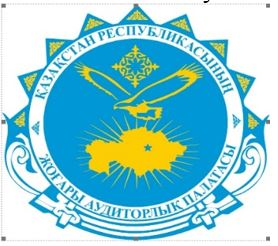 ҚАЗАҚСТАН РЕСПУБЛИКАСЫНЫҢ
ЖОҒАРЫ АУДИТОРЛЫҚ ПАЛАТАСЫ